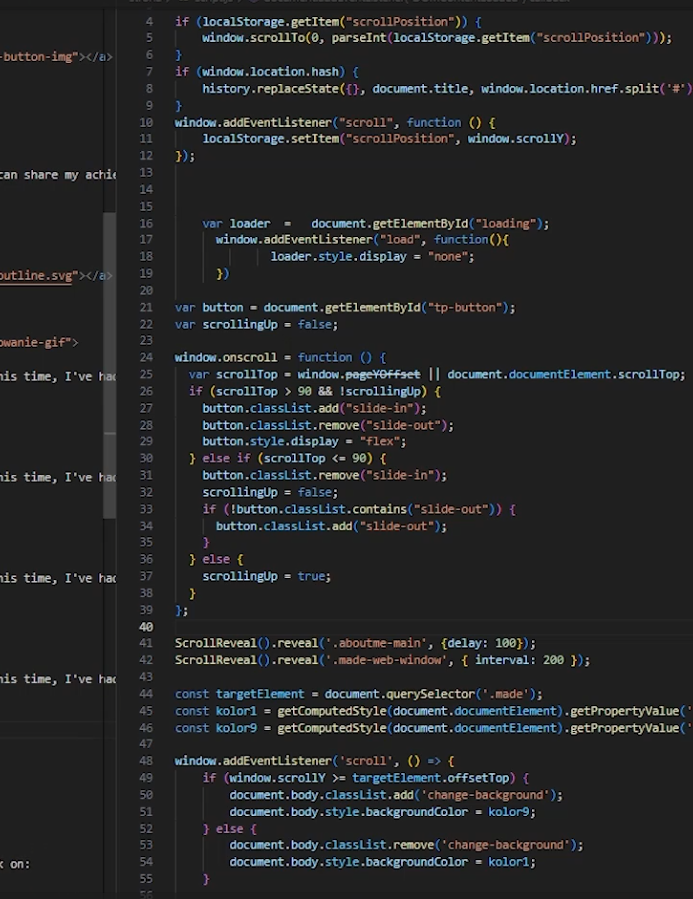 -button-img"></a>
can share my achie
outline.svg"></a>
owanie-gif">
his time, I've had
his time, I've had
his time, I've had
his time, I've had
k on:
4 if (localStorage.getItem("scrollPosition")) {
5 window.scrollTo(0, parseInt(localStorage.getItem("scrollPosition")));
6 }
7 if (window.location.hash) {
8 history.replaceState({}, document.title, window.location.href.split('#')
9 }
10 window.addEventListener("scroll", function () {
11 localStorage.setItem("scrollPosition", window.scrollY);
12 });
13
14
15
16 var loader = document.getElementById("loading");
17 window.addEventListener("load", function(){
18 loader.style.display = "none";
19 })
20
21 var button = document.getElementById("tp-button");
22 var scrollingUp = false;
23
24 window.onscroll = function () {
25 var scrollTop = window.pageYOffset || document.documentElement.scrollTop;
26 if (scrollTop > 90 && !scrollingUp) {
27 button.classList.add("slide-in");
28 button.classList.remove("slide-out");
29 button.style.display = "flex";
30 } else if (scrollTop <= 90) {
31 button.classList.remove("slide-in");
32 scrollingUp = false;
33 if (!button.classList.contains("slide-out")) {
34 button.classList.add("slide-out");
35 }
36 } else {
37 scrollingUp = true;
38 }
39 };
40
41 ScrollReveal().reveal('.aboutme-main', {delay: 100});
42 ScrollReveal().reveal('.made-web-window', { interval: 200 });
43
44 const targetElement = document.querySelector('.made');
45 const kolor1 = getComputedStyle(document.documentElement).getPropertyValue('
46 const kolor9 = getComputedStyle(document.documentElement).getPropertyValue('
47
48 window.addEventListener('scroll', () => {
49 if (window.scrollY >= targetElement.offsetTop) {
50 document.body.classList.add('change-background');
51 document.body.style.backgroundColor = kolor9;
52 } else {
53 document.body.classList.remove('change-background');
54 document.body.style.backgroundColor = kolor1;
55 }